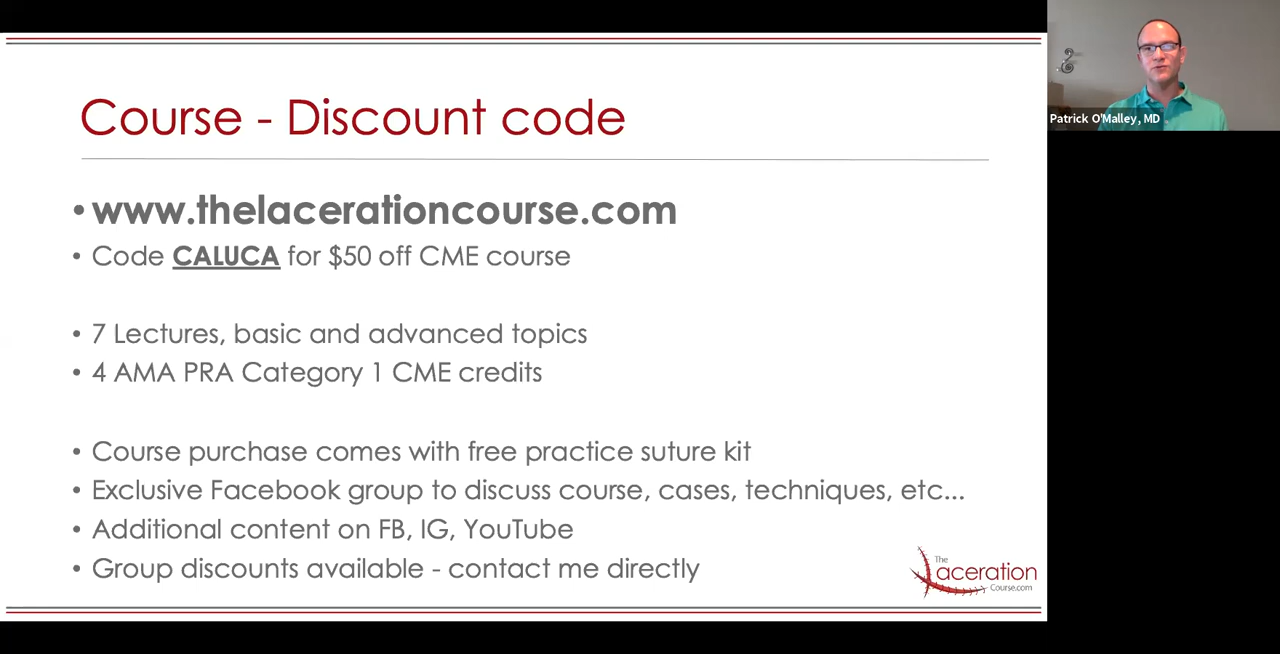 Course - Discount code
• www.thelacerationcourse.com
• Code CALUCA for $50 off CME course
• 7 Lectures, basic and advanced topics
• 4 AMA PRA Category 1 CME credits
• Course purchase comes with free practice suture kit
• Exclusive Facebook group to discuss course, cases, techniques, etc...
• Additional content on FB, IG, YouTube
• Group discounts available - contact me directly
The
Laceration
Course.com
Patrick O'Malley, MD